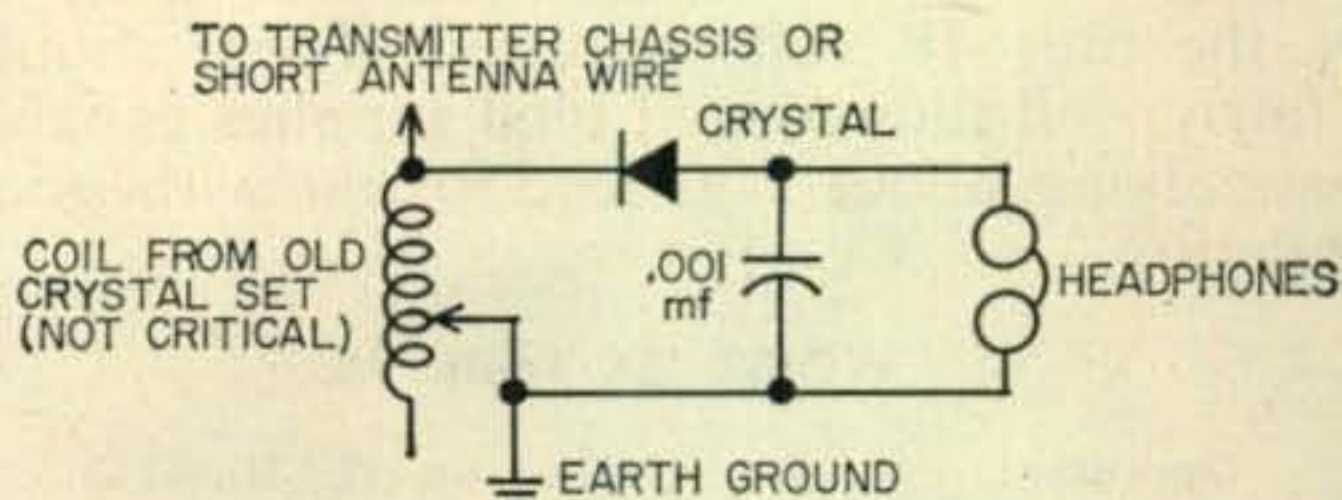 TO TRANSMITTER CHASSIS OR
SHORT ANTENNA WIRE
CRYSTAL
COIL FROM OLD
CRYSTAL SET
(NOT CRITICAL)
.001
mf
HEADPHONES
EARTH GROUND